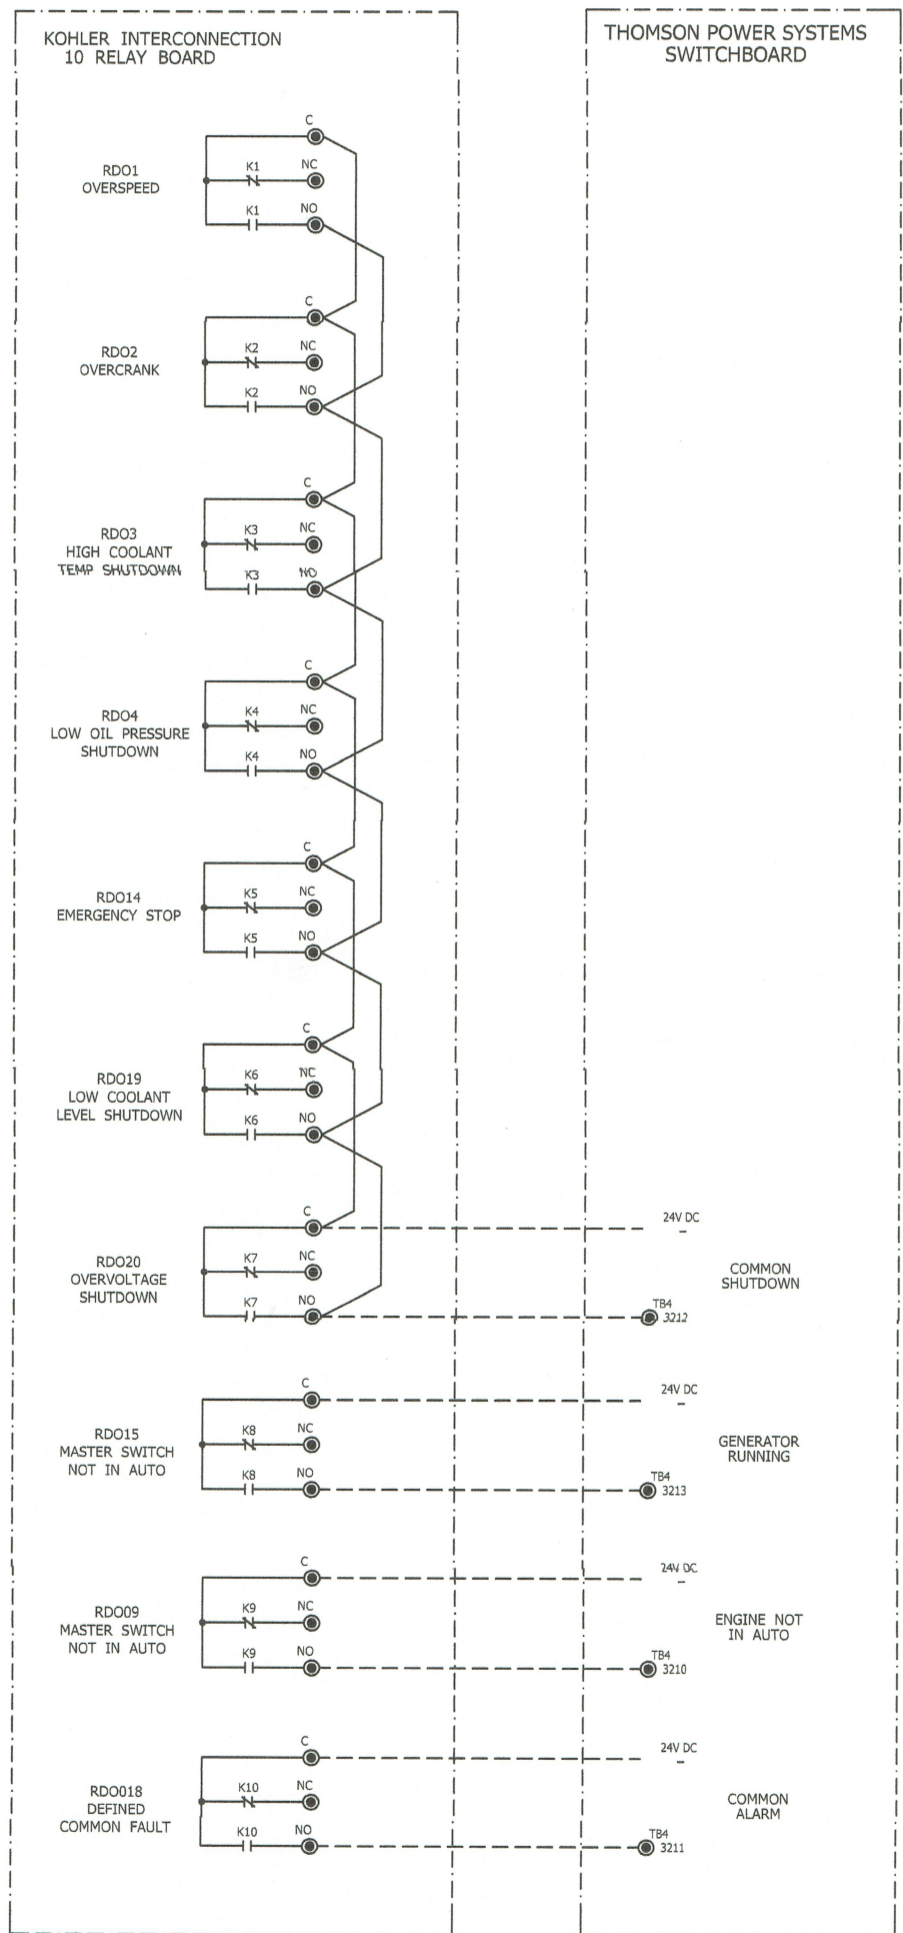 KOHLER INTERCONNECTION
10 RELAY BOARD
THOMSON POWER SYSTEMS
SWITCHBOARD
C
RDO1
OVERSPEED
K1
NC
K1
NO
C
RDO2
OVERCRANK
K2
NC
K2
NO
C
RDO3
HIGH COOLANT
TEMP SHUTDOWN
K3
NC
K3
NO
C
RDO4
LOW OIL PRESSURE
SHUTDOWN
K4
NC
K4
NO
C
RDO14
EMERGENCY STOP
K5
NC
K5
NO
C
RDO19
LOW COOLANT
LEVEL SHUTDOWN
K6
NC
K6
NO
C
24V DC
–
RDO20
OVERVOLTAGE
SHUTDOWN
K7
NC
K7
NO
COMMON
SHUTDOWN
TB4
3212
C
24V DC
–
RDO15
MASTER SWITCH
NOT IN AUTO
K8
NC
K8
NO
GENERATOR
RUNNING
TB4
3213
C
24V DC
–
RDO09
MASTER SWITCH
NOT IN AUTO
K9
NC
K9
NO
ENGINE NOT
IN AUTO
TB4
3210
C
24V DC
–
RDO018
DEFINED
COMMON FAULT
K10
NC
K10
NO
COMMON
ALARM
TB4
3211